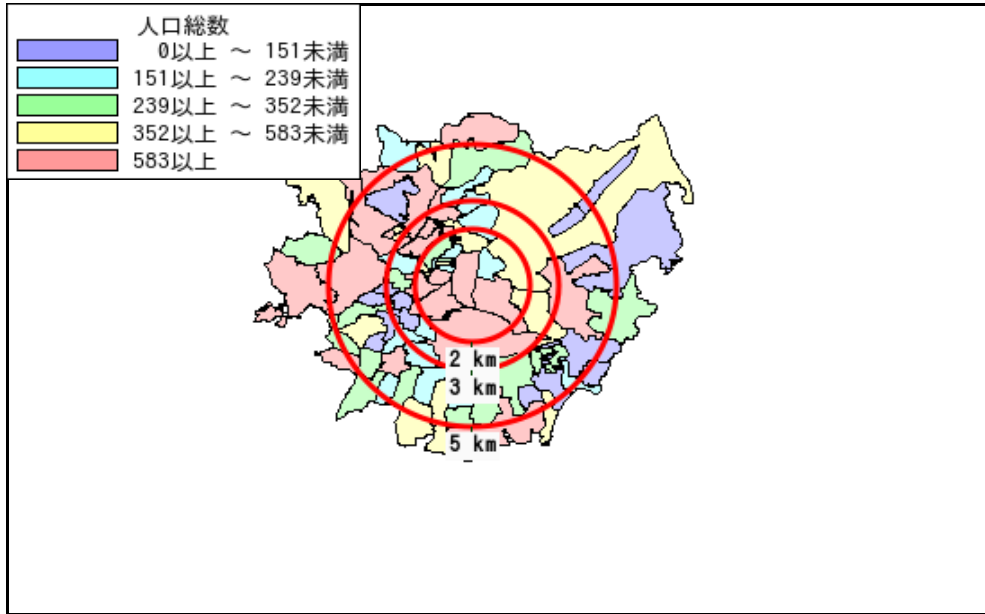 人口総数
0以上 ～ 151未満
151以上 ～ 239未満
239以上 ～ 352未満
352以上 ～ 583未満
583以上
2 km
3 km
5 km